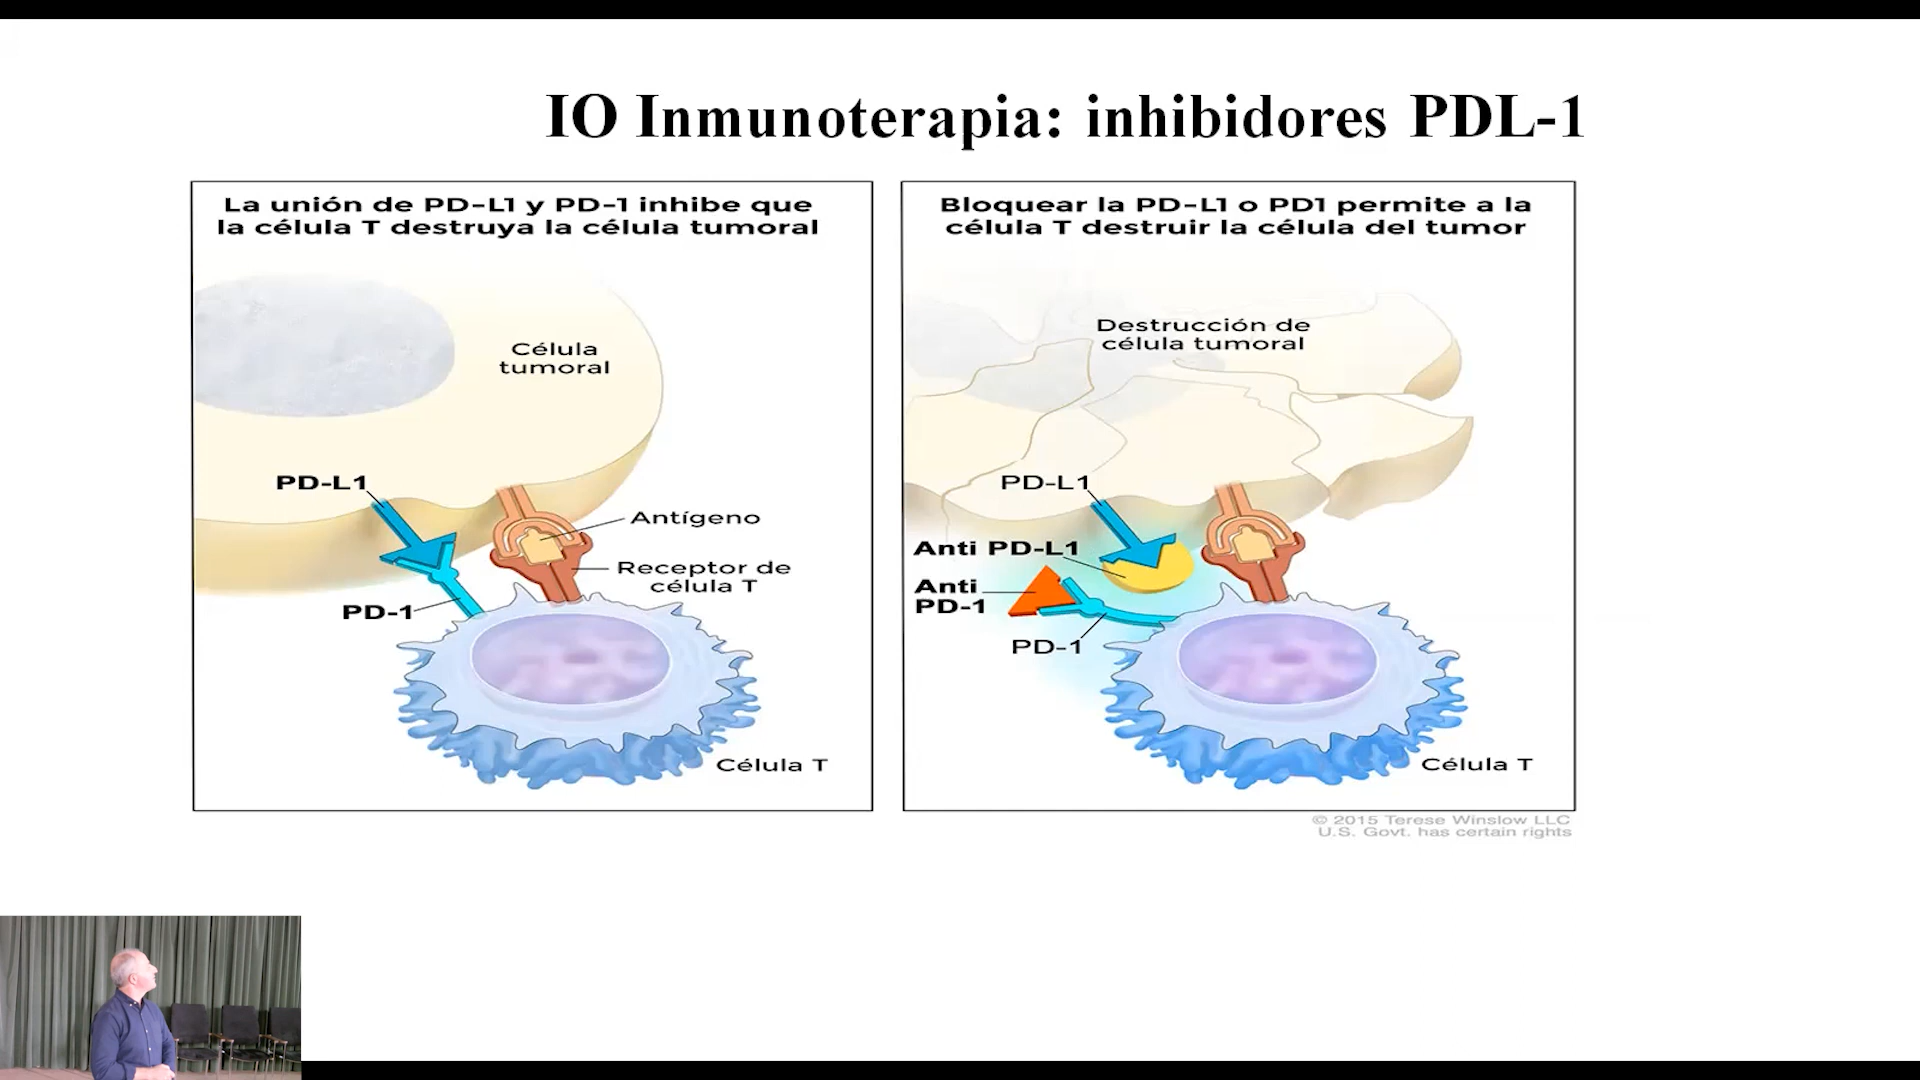 IO Inmunoterapia: inhibidores PDL-1
La unión de PD-L1 y PD-1 inhibe que
la célula T destruya la célula tumoral
Célula
tumoral
PD-L1
Antígeno
Receptor de
célula T
PD-1
Célula T
Bloquear la PD-L1 o PD1 permite a la
célula T destruir la célula del tumor
Destrucción de
célula tumoral
PD-L1
Anti PD-L1
Anti
PD-1
PD-1
Célula T
© 2015 Terese Winslow LLC
U.S. Govt. has certain rights